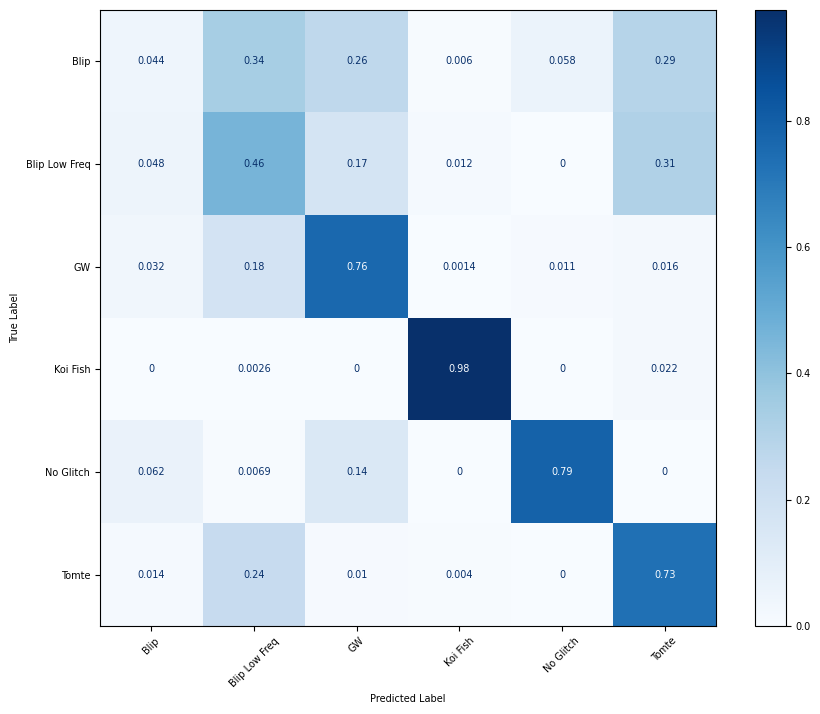 Blip 0.044 0.34 0.26 0.006 0.058 0.29
Blip Low Freq 0.048 0.46 0.17 0.012 0 0.31
GW 0.032 0.18 0.76 0.0014 0.011 0.016
Koi Fish 0 0.0026 0 0.98 0 0.022
No Glitch 0.062 0.0069 0.14 0 0.79 0
Tomte 0.014 0.24 0.01 0.004 0 0.73
True Label
Blip Blip Low Freq GW Koi Fish No Glitch Tomte
Predicted Label
0.8
0.6
0.4
0.2
0.0